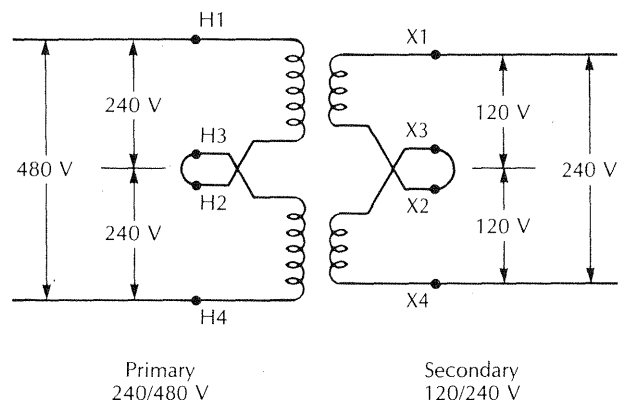 H1
X1
240 V
120 V
H3
X3
480 V
240 V
H2
X2
240 V
120 V
H4
X4
Primary
240/480 V
Secondary
120/240 V